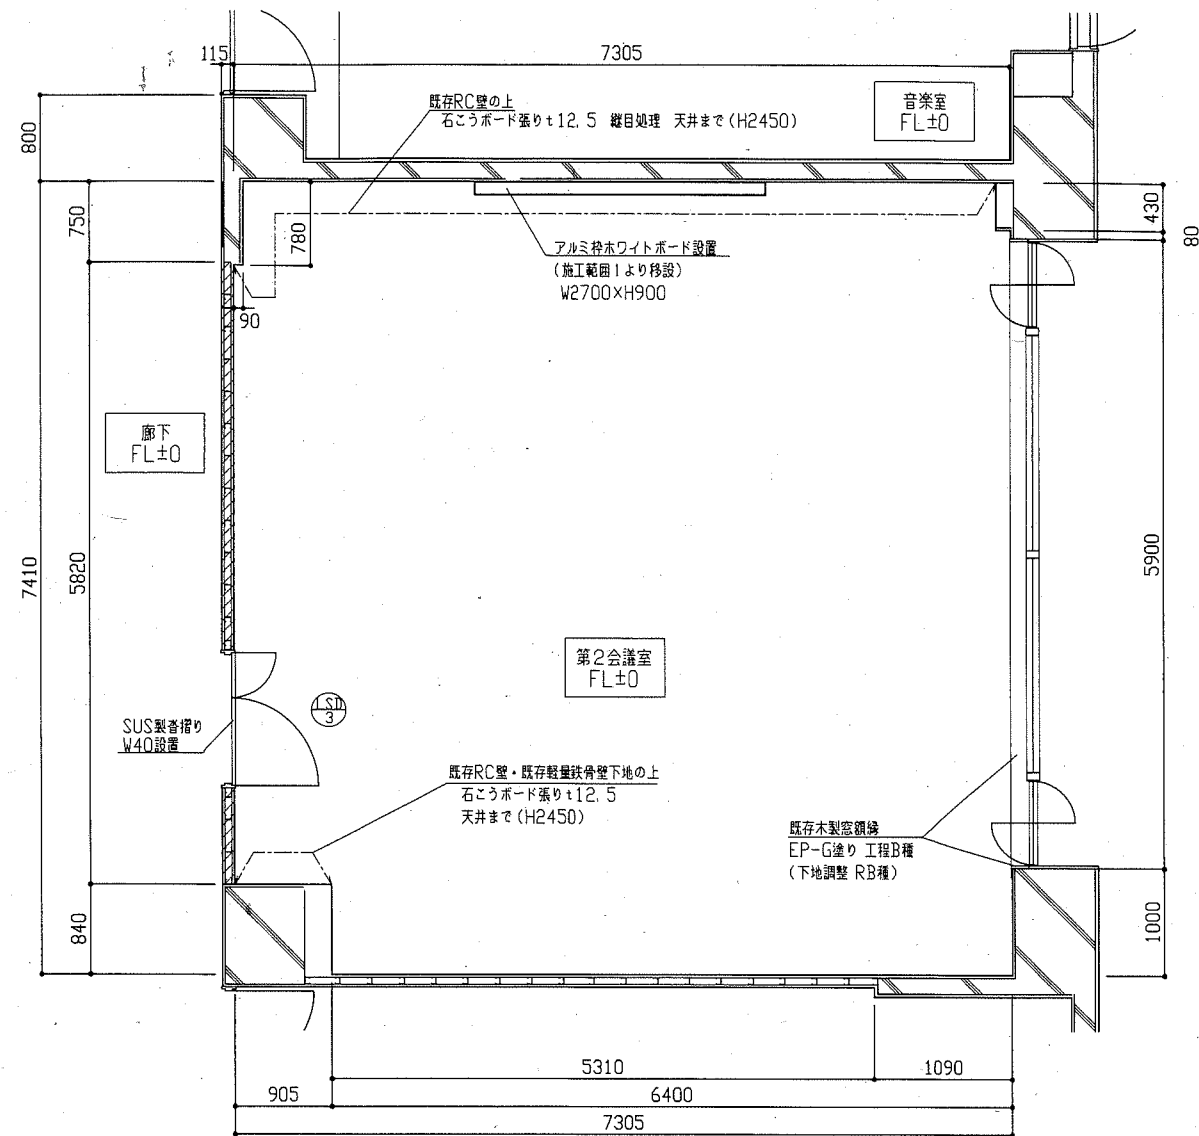 115
7305
既存RC壁の上
石こうボード張りt12.5 継目処理 天井まで(H2450)
音楽室
FL±0
800
750
780
430
80
アルミ枠ホワイトボード設置
(施工範囲1より移設)
W2700×H900
90
廊下
FL±0
7410
5820
5900
第2会議室
FL±0
LSD
3
SUS製沓摺り
W40設置
既存RC壁・既存軽量鉄骨壁下地の上
石こうボード張りt12.5
天井まで(H2450)
既存木製窓額縁
EP-G塗り 工程B種
(下地調整 RB種)
840
1000
5310
1090
905
6400
7305